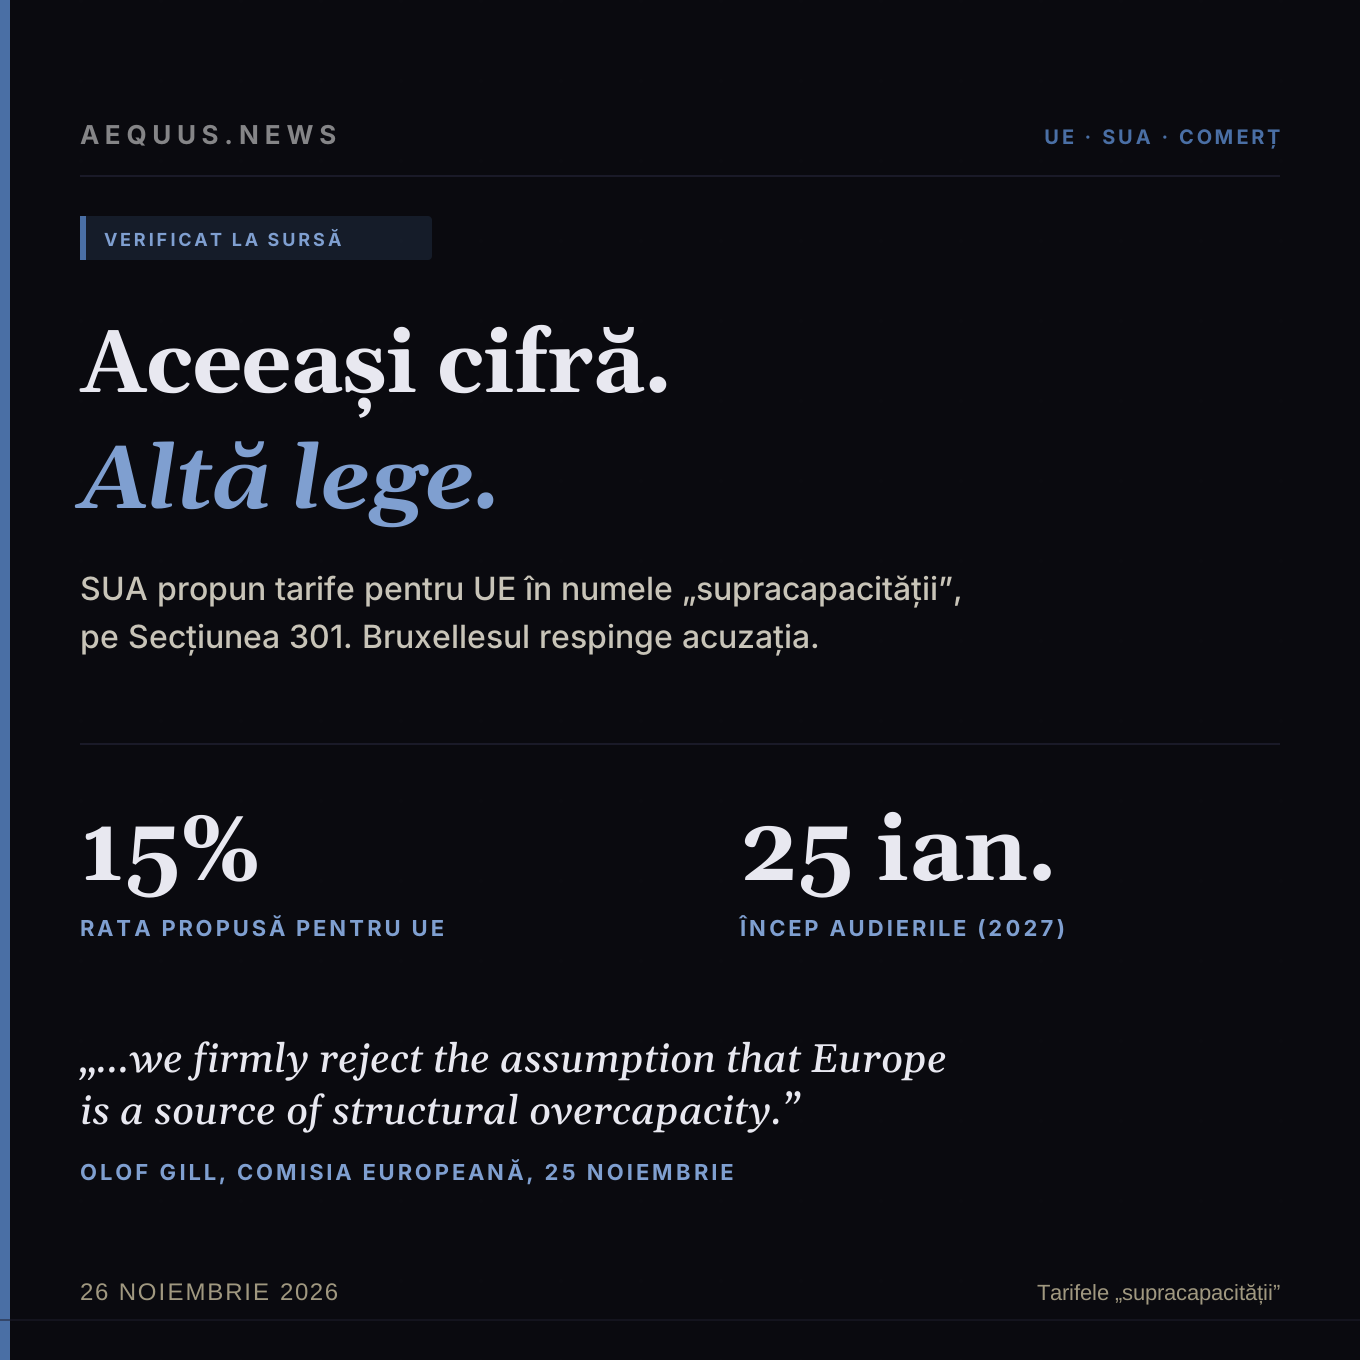 AEQUUS.NEWS
UE · SUA · COMERȚ
VERIFICAT LA SURSĂ
Aceeași cifră.
Altă lege.
SUA propun tarife pentru UE în numele „supracapacității”,
pe Secțiunea 301. Bruxellesul respinge acuzația.
15%
RATA PROPUSĂ PENTRU UE
25 ian.
ÎNCEP AUDIERILE (2027)
„...we firmly reject the assumption that Europe
is a source of structural overcapacity.”
OLOF GILL, COMISIA EUROPEANĂ, 25 NOIEMBRIE
26 NOIEMBRIE 2026
Tarifele „supracapacității”